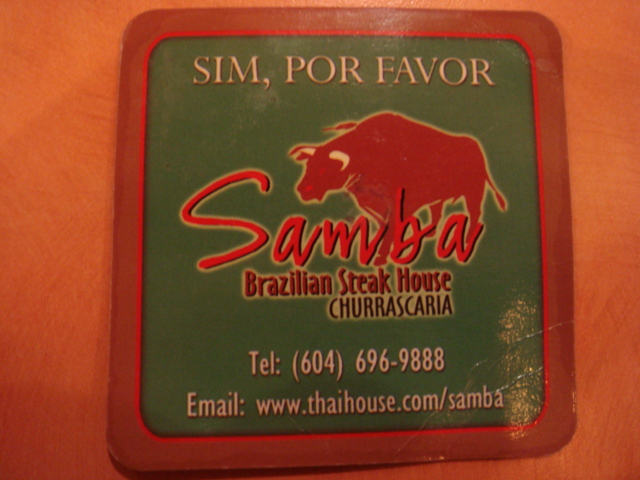 SIM, POR FAVOR
Samba
Brazilian Steak House
CHURRASCARIA
Tel: (604) 696-9888
Email: www.thaihouse.com/samba